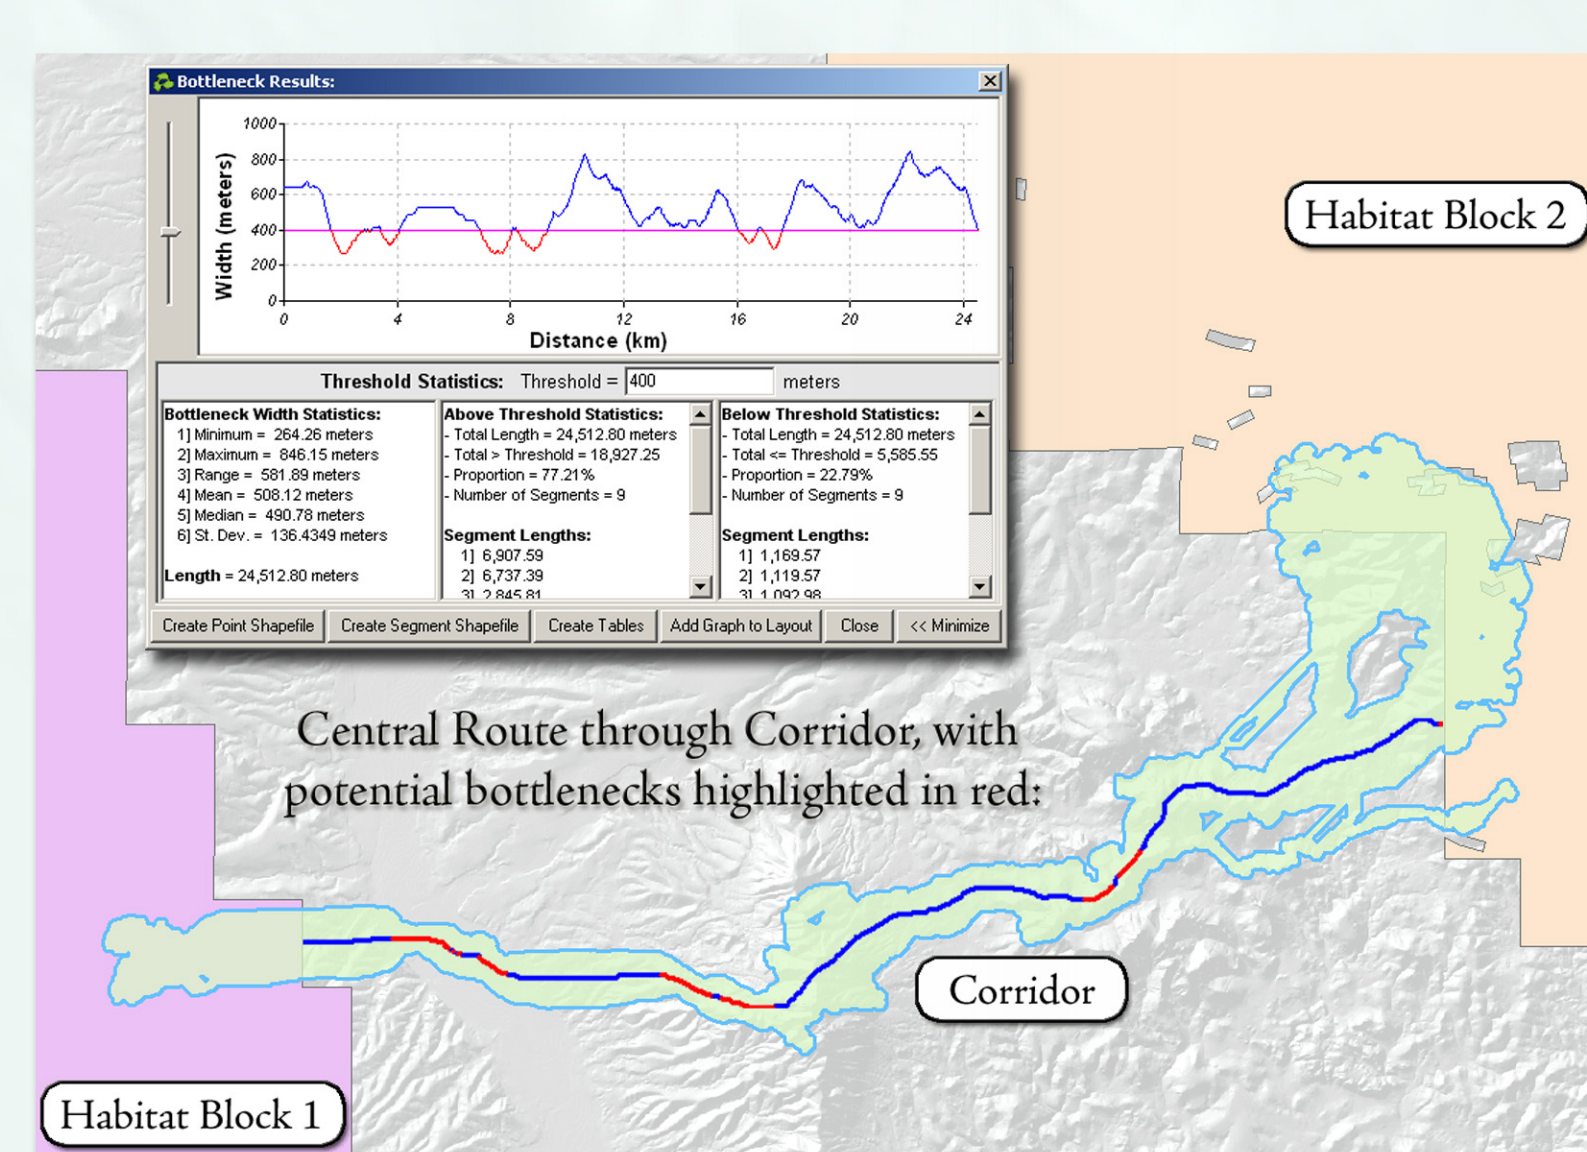 Bottleneck Results:
1000
800
600
400
200
0
Width (meters)
0 4 8 12 16 20 24
Distance (km)
Threshold Statistics: Threshold = 400 meters
Bottleneck Width Statistics:
1] Minimum = 264.26 meters
2] Maximum = 846.15 meters
3] Range = 581.89 meters
4] Mean = 508.12 meters
5] Median = 490.78 meters
6] St. Dev. = 136.4349 meters
Length = 24,512.80 meters
Above Threshold Statistics:
- Total Length = 24,512.80 meters
- Total > Threshold = 18,927.25
- Proportion = 77.21%
- Number of Segments = 9
Segment Lengths:
1] 6,907.59
2] 6,737.39
3] 2,845.81
Below Threshold Statistics:
- Total Length = 24,512.80 meters
- Total <= Threshold = 5,585.55
- Proportion = 22.79%
- Number of Segments = 9
Segment Lengths:
1] 1,169.57
2] 1,119.57
3] 1,092.98
Create Point Shapefile Create Segment Shapefile Create Tables Add Graph to Layout Close << Minimize
Habitat Block 2
Central Route through Corridor, with
potential bottlenecks highlighted in red:
Corridor
Habitat Block 1